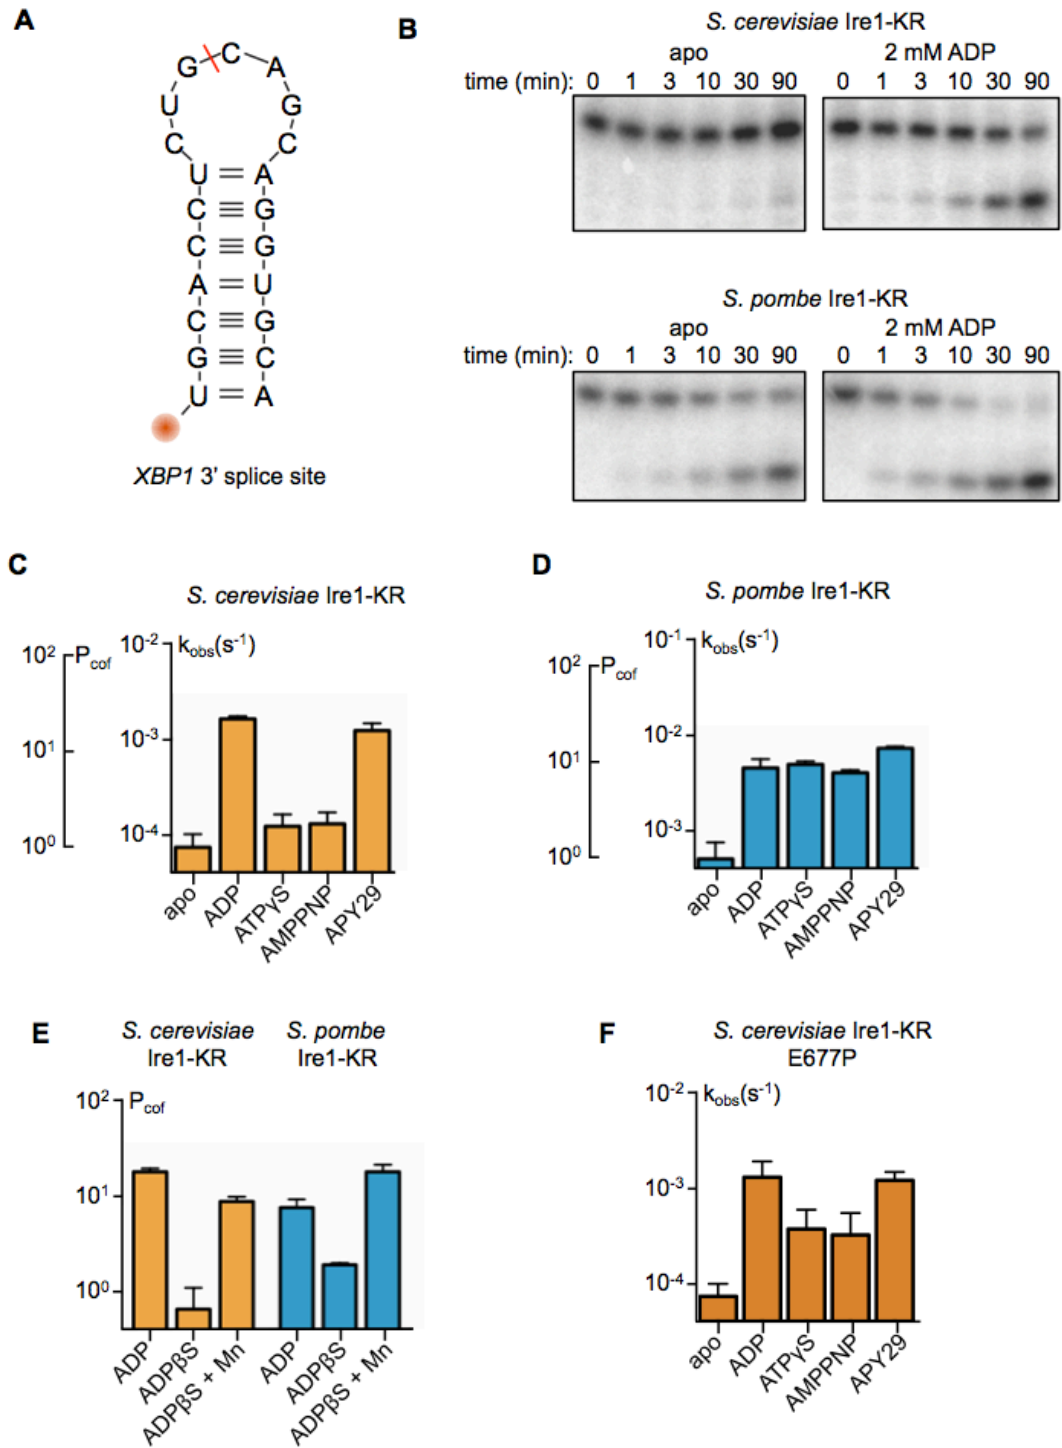 A
G C A
U G
C C
U A
C G
C G
A U
C G
G C
U A
XBP1 3' splice site
B
S. cerevisiae Ire1-KR
apo 2 mM ADP
time (min): 0 1 3 10 30 90 0 1 3 10 30 90
S. pombe Ire1-KR
apo 2 mM ADP
time (min): 0 1 3 10 30 90 0 1 3 10 30 90
C
S. cerevisiae Ire1-KR
10² Pcof
10¹
10⁰
10⁻² kobs(s⁻¹)
10⁻³
10⁻⁴
apo ADP ATPγS AMPPNP APY29
D
S. pombe Ire1-KR
10² Pcof
10¹
10⁰
10⁻¹ kobs(s⁻¹)
10⁻²
10⁻³
apo ADP ATPγS AMPPNP APY29
E
S. cerevisiae S. pombe
Ire1-KR Ire1-KR
10² Pcof
10¹
10⁰
ADP ADPβS ADPβS + Mn ADP ADPβS ADPβS + Mn
F
S. cerevisiae Ire1-KR
E677P
10⁻² kobs(s⁻¹)
10⁻³
10⁻⁴
apo ADP ATPγS AMPPNP APY29